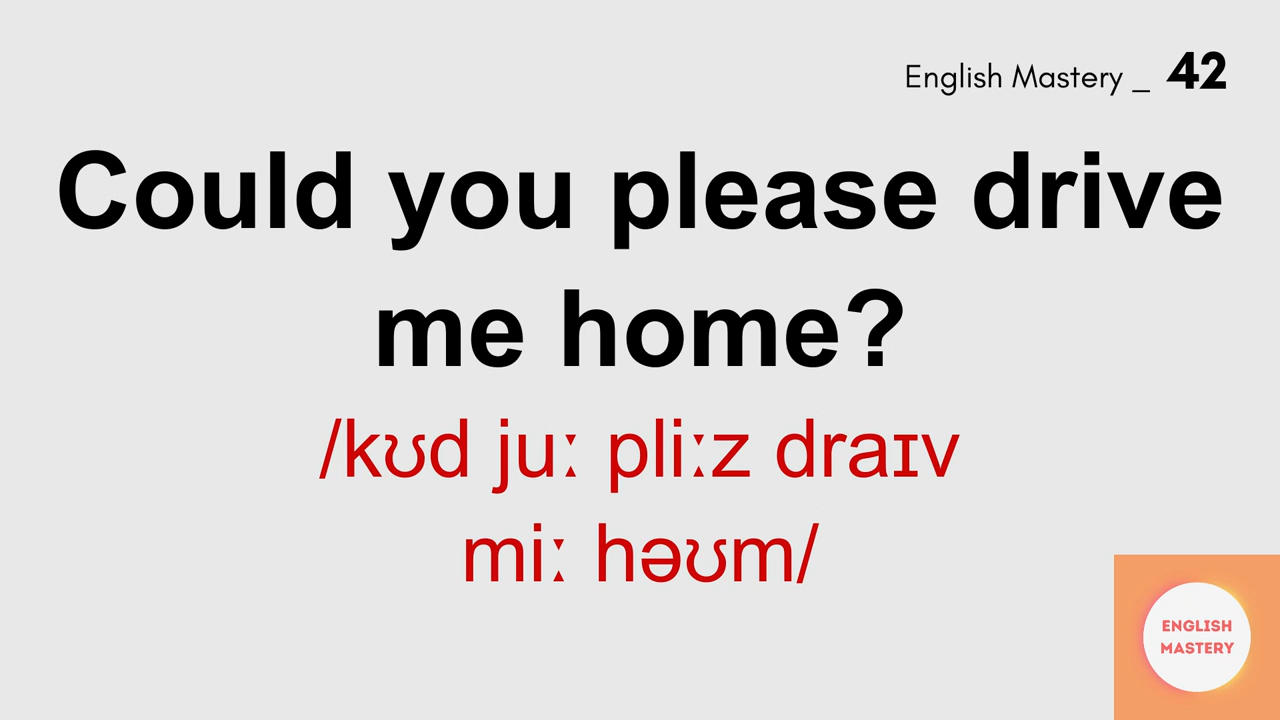 English Mastery _ 42
Could you please drive
me home?
/kʊd juː pliːz draɪv
miː həʊm/
ENGLISH
MASTERY